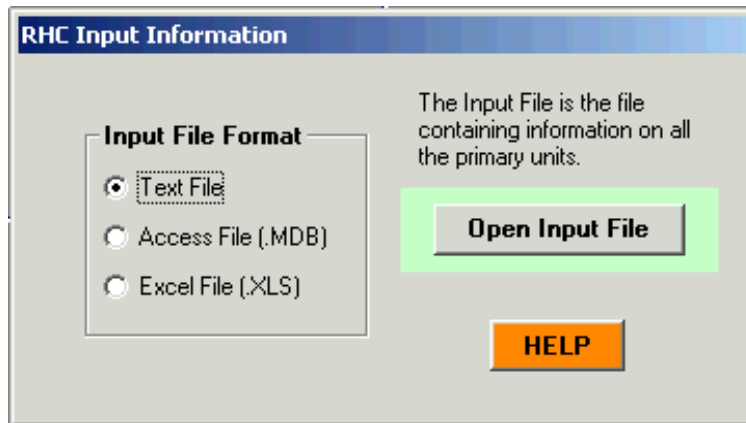 RHC Input Information
Input File Format
Text File
Access File (.MDB)
Excel File (.XLS)
The Input File is the file
containing information on all
the primary units.
Open Input File
HELP